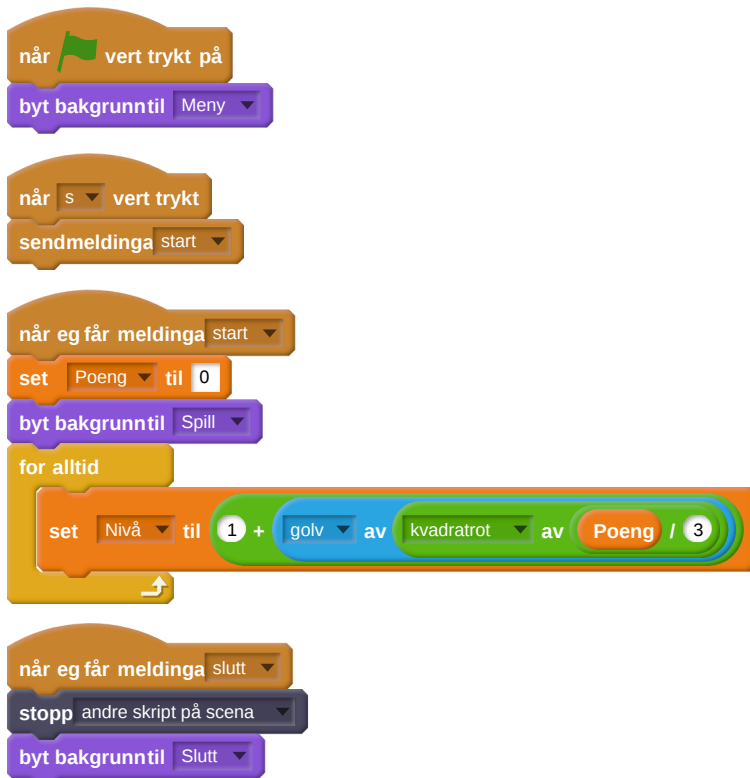 når vert trykt på
byt bakgrunn til Meny
når s vert trykt
send meldinga start
når eg får meldinga start
set Poeng til 0
byt bakgrunn til Spill
for alltid
set Nivå til 1 + golv av kvadratrot av Poeng / 3
når eg får meldinga slutt
stopp andre skript på scena
byt bakgrunn til Slutt